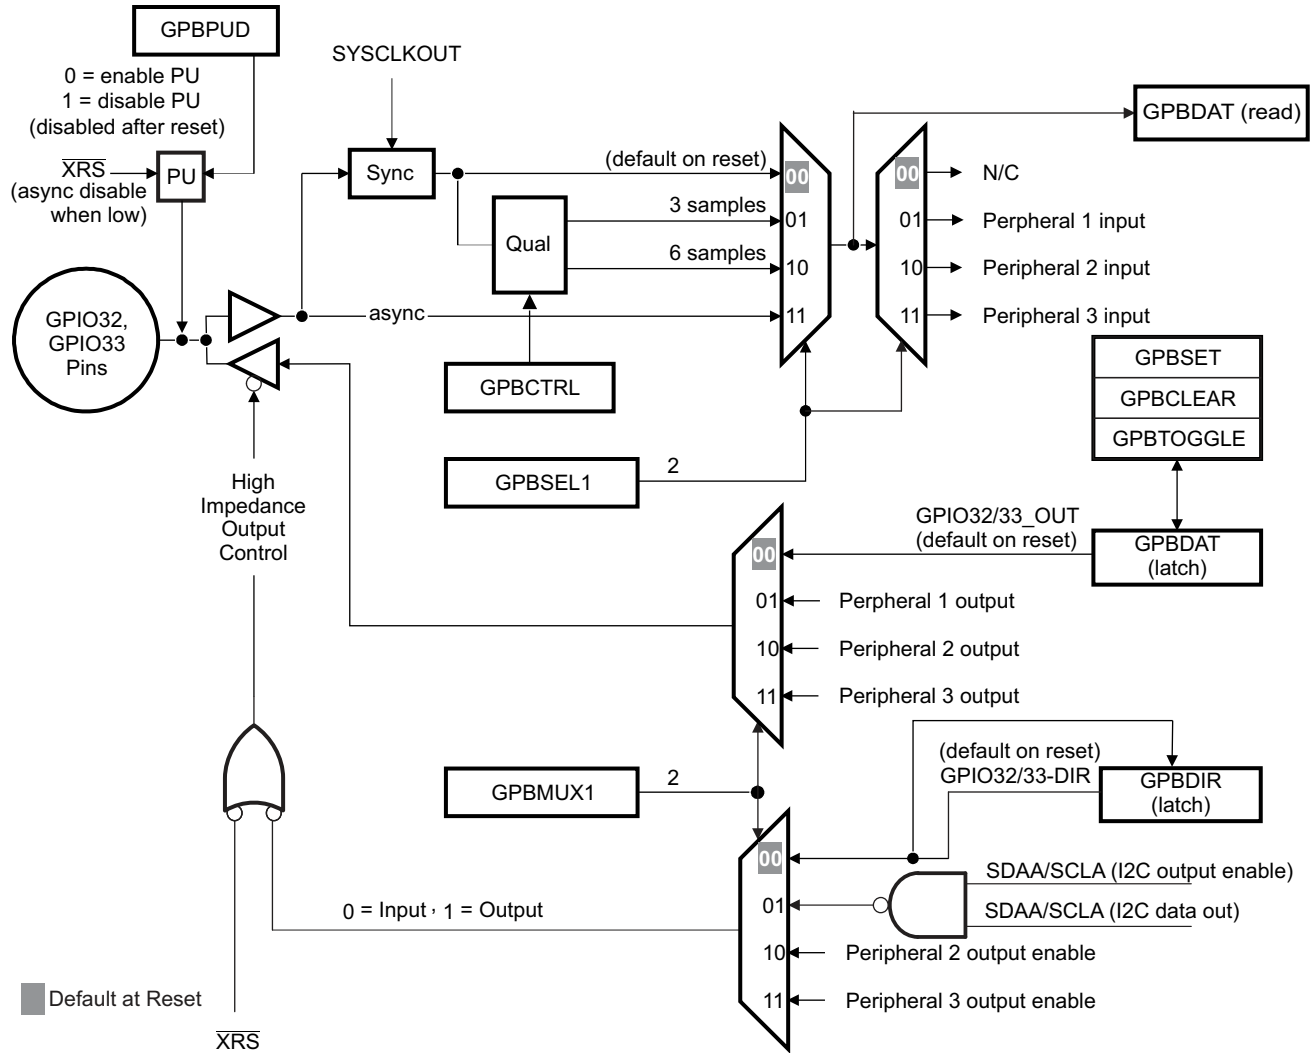 GPBPUD
0 = enable PU
1 = disable PU
(disabled after reset)
XRS
(async disable
when low)
PU
SYSCLKOUT
Sync
(default on reset)
3 samples
6 samples
async
Qual
GPBCTRL
GPBSEL1
2
00
01
10
11
00
01
10
11
GPBDAT (read)
N/C
Perpheral 1 input
Peripheral 2 input
Peripheral 3 input
GPIO32,
GPIO33
Pins
High
Impedance
Output
Control
GPBSET
GPBCLEAR
GPBTOGGLE
GPIO32/33_OUT
(default on reset)
GPBDAT
(latch)
00
01
10
11
Perpheral 1 output
Peripheral 2 output
Peripheral 3 output
GPBMUX1
2
(default on reset)
GPIO32/33-DIR
GPBDIR
(latch)
00
01
10
11
SDAA/SCLA (I2C output enable)
SDAA/SCLA (I2C data out)
Peripheral 2 output enable
Peripheral 3 output enable
0 = Input, 1 = Output
Default at Reset
XRS